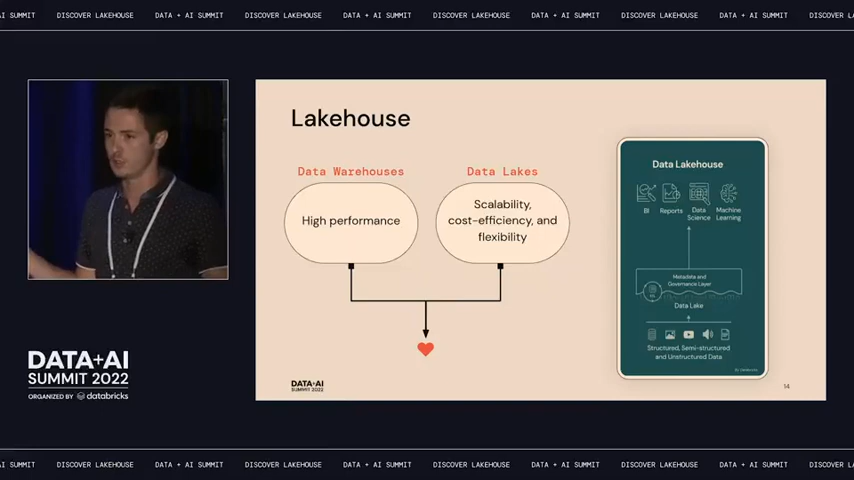 AI SUMMIT DISCOVER LAKEHOUSE DATA + AI SUMMIT DISCOVER LAKEHOUSE DATA + AI SUMMIT DISCOVER LAKEHOUSE DATA + AI SUMMIT DISCOVER LAKEHOUSE DATA + AI SUMMIT DISCOVER L
Lakehouse
Data Warehouses
Data Lakes
High performance
Scalability,
cost-efficiency, and
flexibility
Data Lakehouse
BI
Reports
Data
Science
Machine
Learning
Metadata and
Governance Layer
Data Lake
Structured, Semi-structured
and Unstructured Data
By Databricks
DATA+AI
SUMMIT 2022
14
DATA+AI
SUMMIT 2022
ORGANIZED BY databricks
AI SUMMIT DISCOVER LAKEHOUSE DATA + AI SUMMIT DISCOVER LAKEHOUSE DATA + AI SUMMIT DISCOVER LAKEHOUSE DATA + AI SUMMIT DISCOVER LAKEHOUSE DATA + AI SUMMIT DISCOVER L